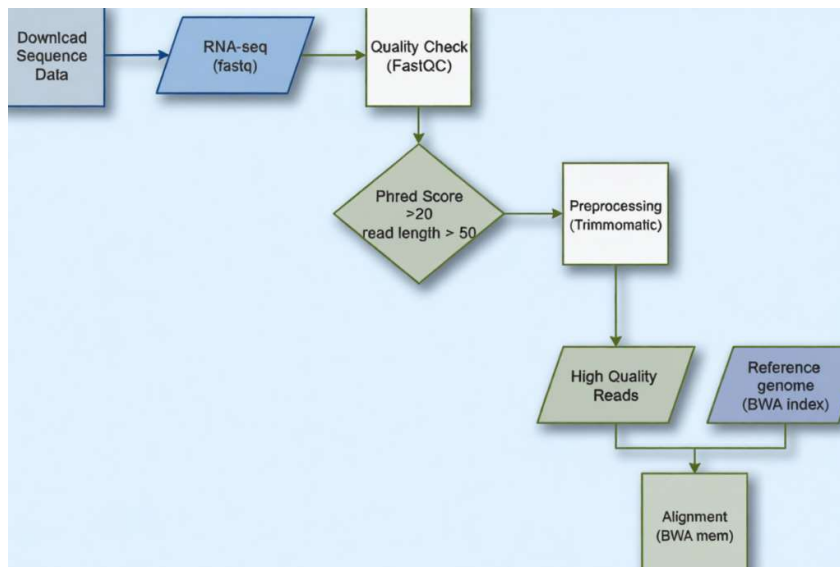 Downlcad
Sequence
Data
RNA-seq
(fastq)
Quality Check
(FastQC)
Phred Score
>20
read length > 50
Preprocessing
(Trimmomatic)
High Quality
Reads
Reference
genome
(BWA index)
Alignment
(BWA mem)